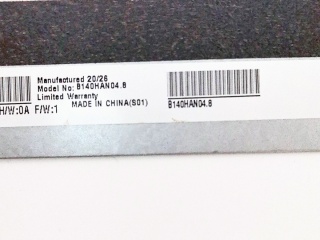 Manufactured 20/26
Model No: B140HAN04.8
Limited Warranty
MADE IN CHINA(S01)
H/W:0A F/W:1
B140HAN04.8